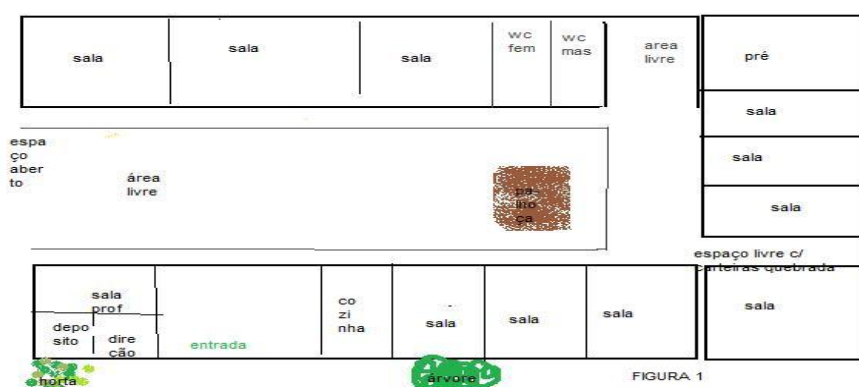 sala
sala
sala
wc
fem
wc
mas
area
livre
pré
sala
sala
sala
espa
ço
aber
to
área
livre
pa-
lito
ça
espaço livre c/
carteiras quebrada
sala
prof
depo
sito
dire
ção
entrada
co
zi
nha
sala
sala
sala
sala
horta
árvore
FIGURA 1